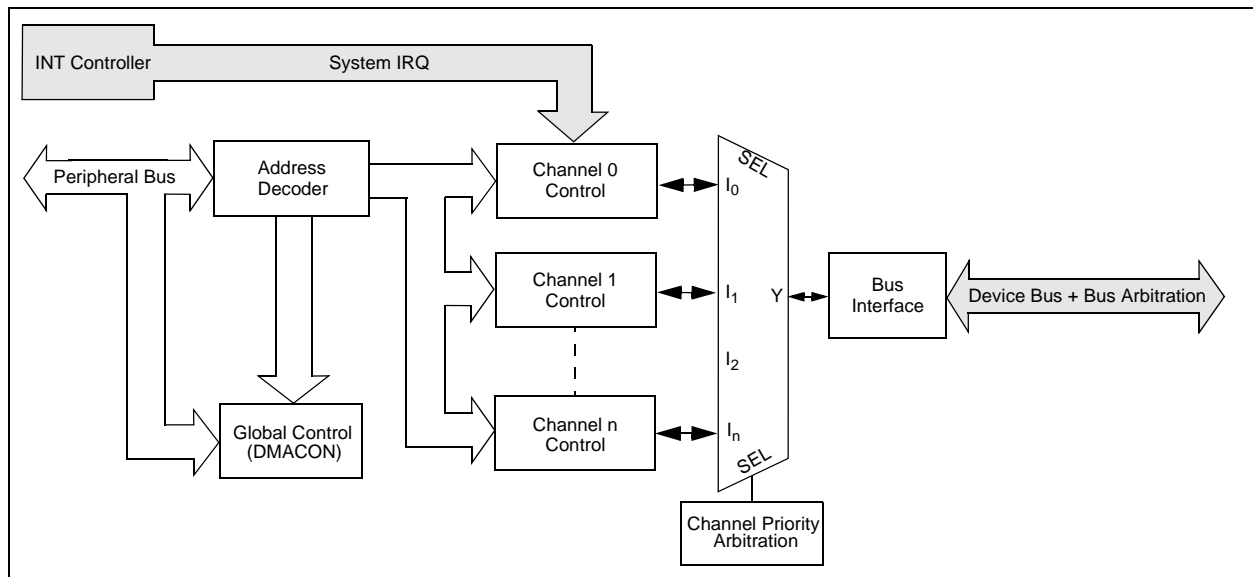 INT Controller
System IRQ
Peripheral Bus
Address
Decoder
Channel 0
Control
SEL
I0
Channel 1
Control
I1
Y
Bus
Interface
Device Bus + Bus Arbitration
I2
Global Control
(DMACON)
Channel n
Control
In
SEL
Channel Priority
Arbitration